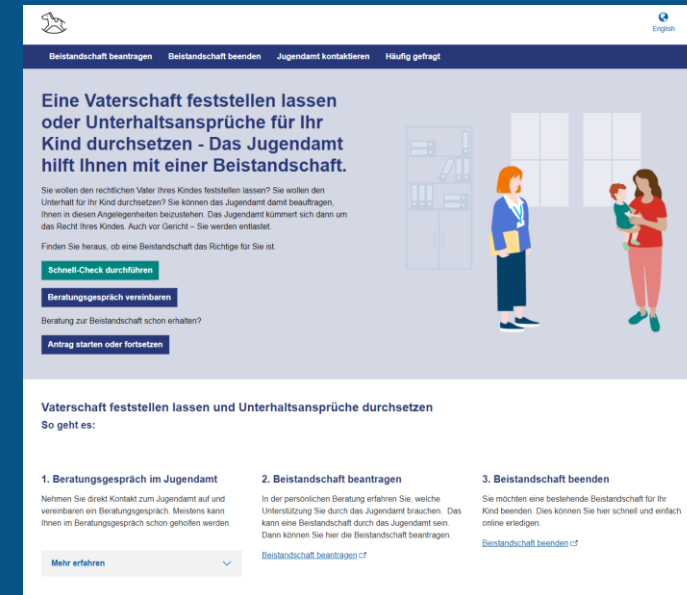 English
Beistandschaft beantragen Beistandschaft beenden Jugendamt kontaktieren Häufig gefragt
Eine Vaterschaft feststellen lassen
oder Unterhaltsansprüche für Ihr
Kind durchsetzen - Das Jugendamt
hilft Ihnen mit einer Beistandschaft.
Sie wollen den rechtlichen Vater Ihres Kindes feststellen lassen? Sie wollen den
Unterhalt für Ihr Kind durchsetzen? Sie können das Jugendamt damit beauftragen,
Ihnen in diesen Angelegenheiten beizustehen. Das Jugendamt kümmert sich dann um
das Recht Ihres Kindes. Auch vor Gericht – Sie werden entlastet.
Finden Sie heraus, ob eine Beistandschaft das Richtige für Sie ist.
Schnell-Check durchführen
Beratungsgespräch vereinbaren
Beratung zur Beistandschaft schon erhalten?
Antrag starten oder fortsetzen
Vaterschaft feststellen lassen und Unterhaltsansprüche durchsetzen
So geht es:
1. Beratungsgespräch im Jugendamt
Nehmen Sie direkt Kontakt zum Jugendamt auf und
vereinbaren ein Beratungsgespräch. Meistens kann
Ihnen im Beratungsgespräch schon geholfen werden.
Mehr erfahren
2. Beistandschaft beantragen
In der persönlichen Beratung erfahren Sie, welche
Unterstützung Sie durch das Jugendamt brauchen. Das
kann eine Beistandschaft durch das Jugendamt sein.
Dann können Sie hier die Beistandschaft beantragen.
Beistandschaft beantragen
3. Beistandschaft beenden
Sie möchten eine bestehende Beistandschaft für Ihr
Kind beenden. Dies können Sie hier schnell und einfach
online erledigen.
Beistandschaft beenden